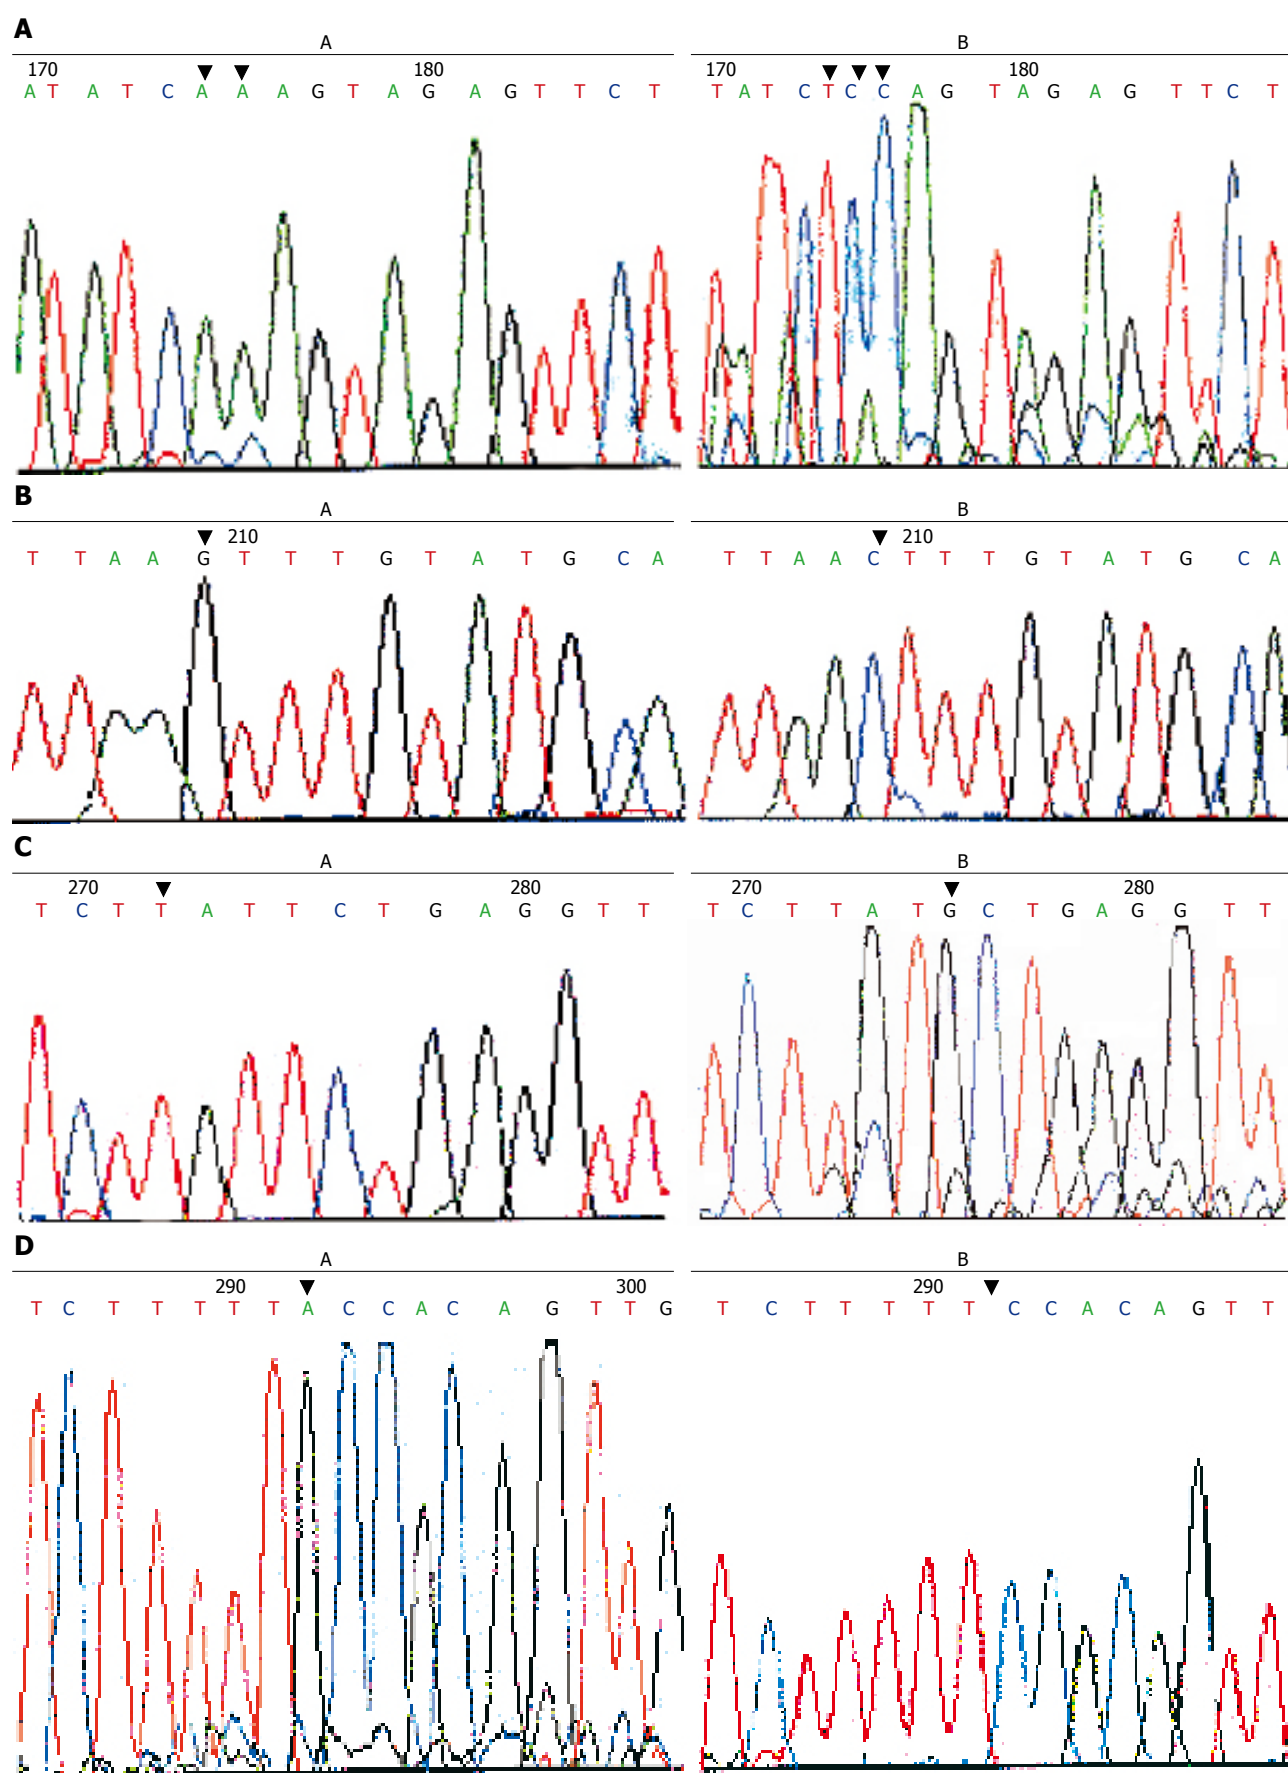 A
A B
170 180 170 180
A T A T C A A A G T A G A G T T C T T A T C T C C A G T A G A G T T C T
B
A B
210 210
T T A A G T T T G T A T G C A T T A A C T T T G T A T G C A
C
A B
270 280 270 280
T C T T A T T C T G A G G T T T C T T A T G C T G A G G T T
D
A B
290 300 290
T C T T T T T A C C A C A G T T G T C T T T T T C C A C A G T T